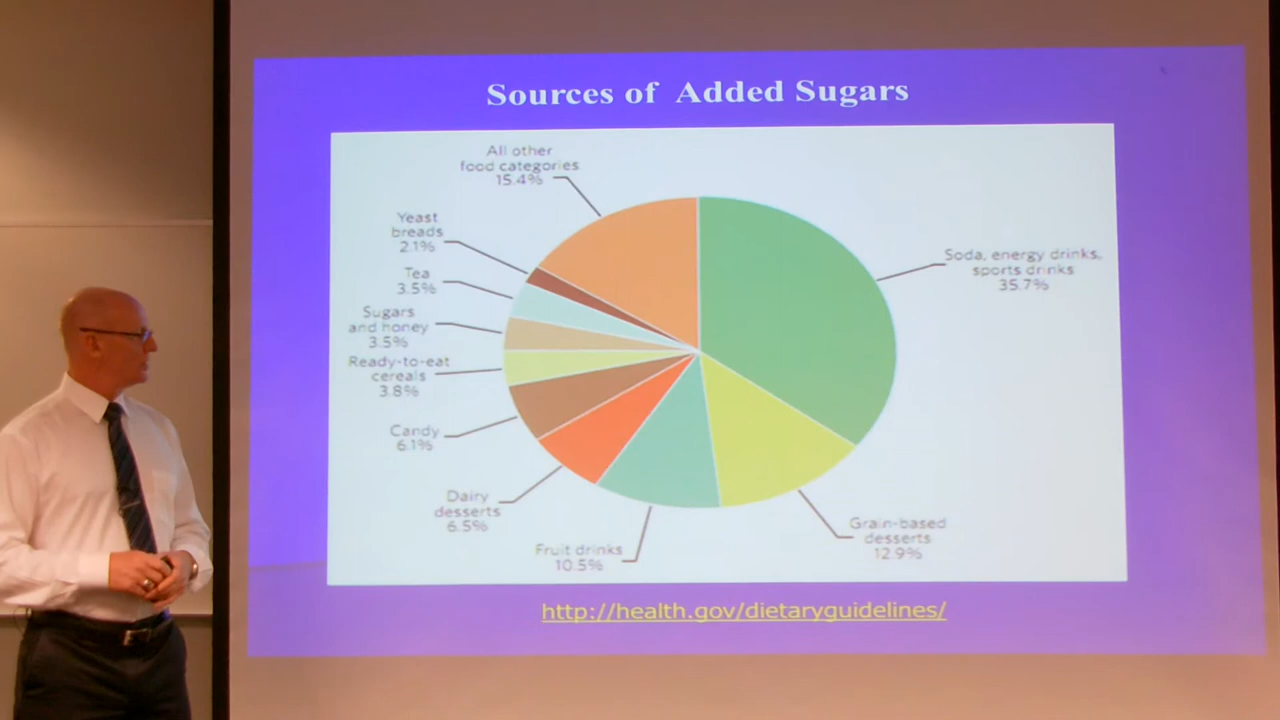 Sources of Added Sugars
All other
food categories
15.4%
Yeast
breads
2.1%
Tea
3.5%
Sugars
and honey
3.5%
Ready-to-eat
cereals
3.8%
Candy
6.1%
Dairy
desserts
6.5%
Fruit drinks
10.5%
Grain-based
desserts
12.9%
Soda, energy drinks,
sports drinks
35.7%
http://health.gov/dietaryguidelines/